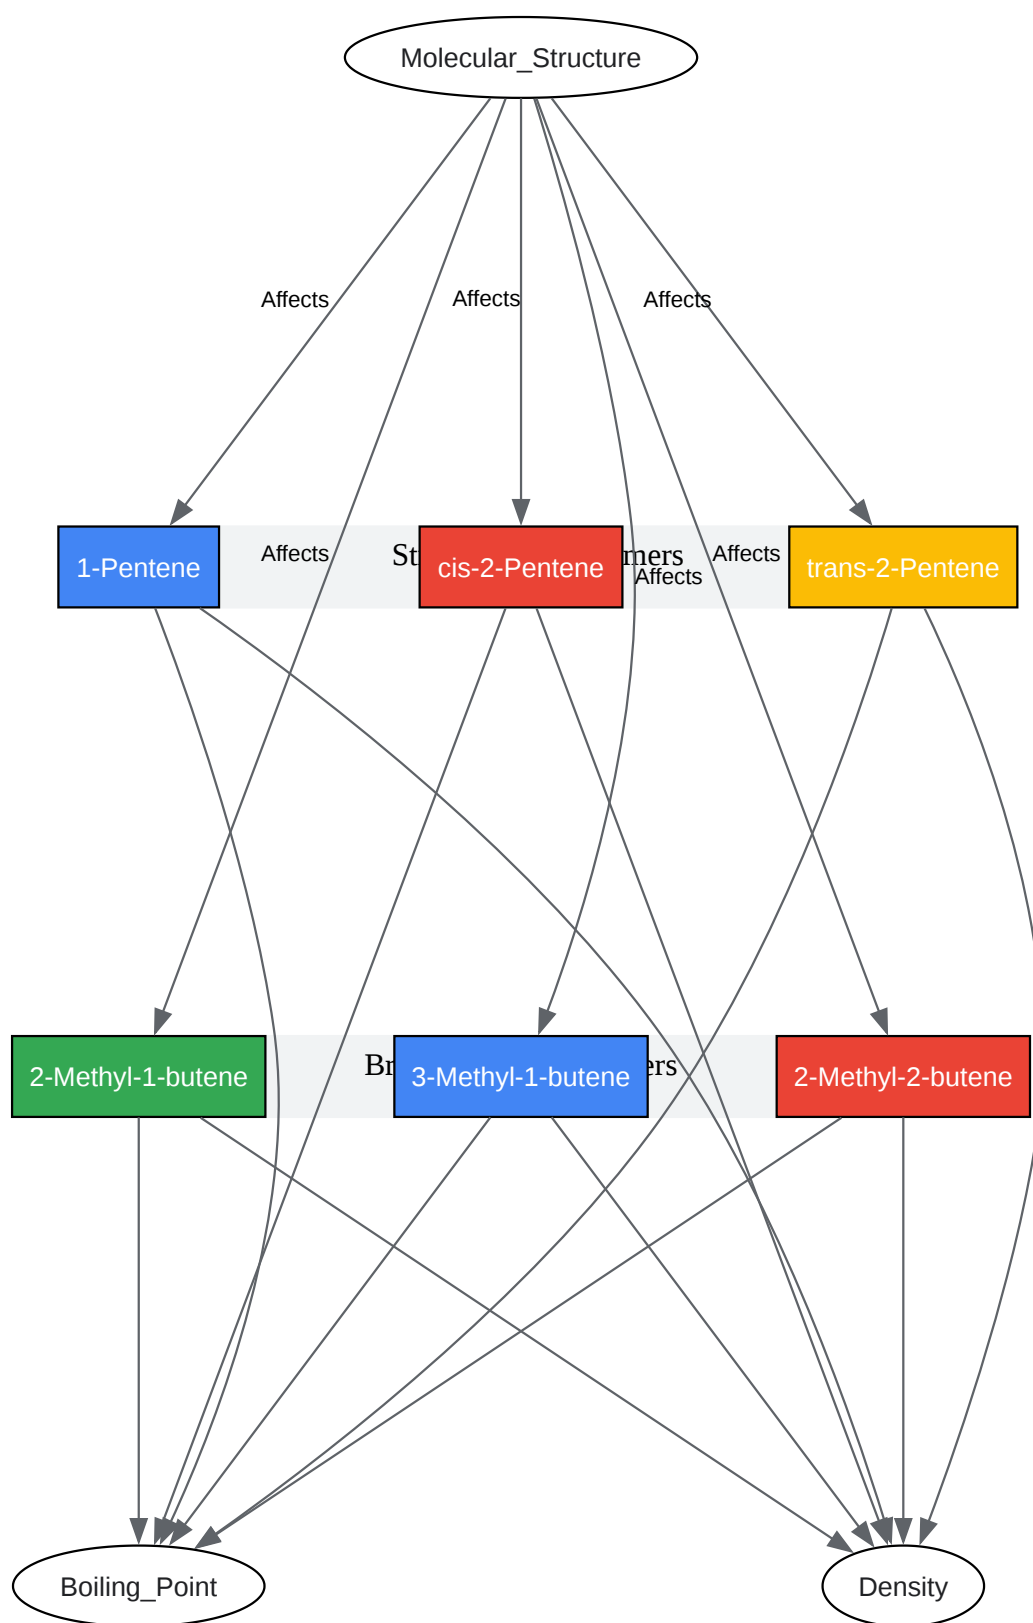 Molecular_Structure
Affects
Affects
Affects
1-Pentene
Affects
cis-2-Pentene
Affects
Affects
trans-2-Pentene
2-Methyl-1-butene
3-Methyl-1-butene
2-Methyl-2-butene
Boiling_Point
Density